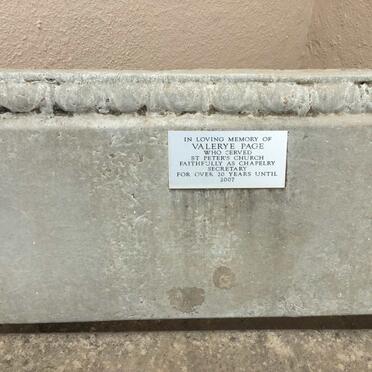 IN LOVING MEMORY OF
VALERYE PAGE
WHO SERVED
ST PETER'S CHURCH
FAITHFULLY AS CHAPELRY
SECRETARY
FOR OVER 20 YEARS UNTIL
2007